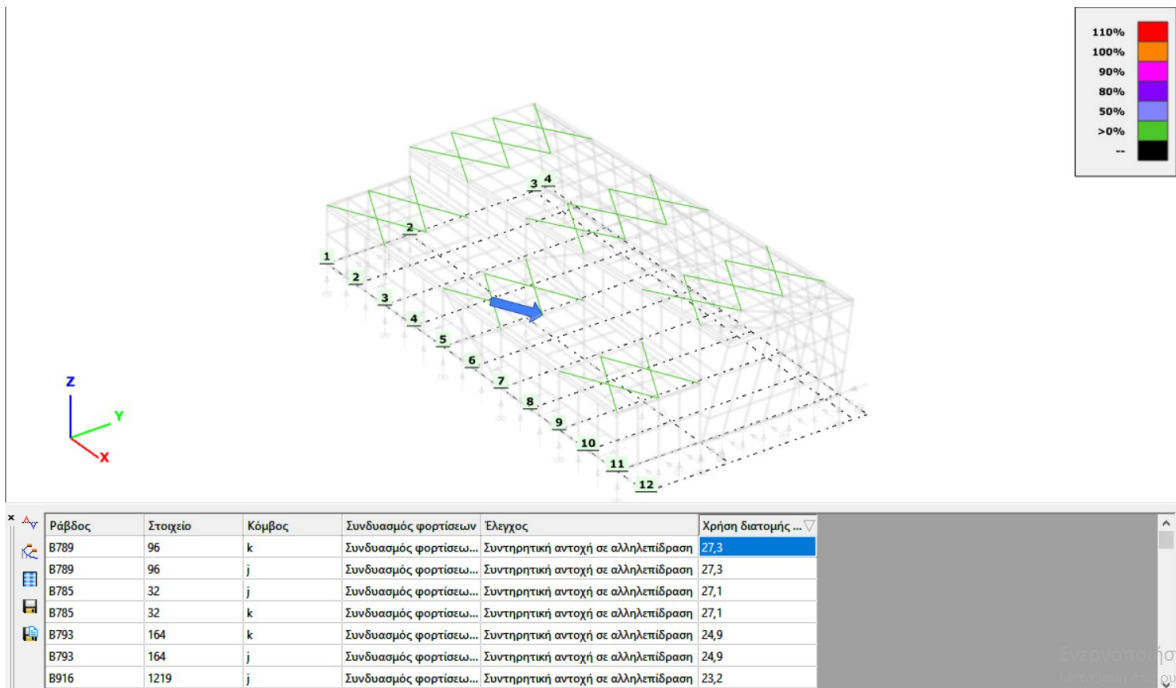 110%
100%
90%
80%
50%
>0%
--
3 4
2
1
2
3
4
5
6
7
8
9
10
11
12
Z
Y
X
Ράβδος Στοιχείο Κόμβος Συνδυασμός φορτίσεων Έλεγχος Χρήση διατομής ...
B789 96 k Συνδυασμός φορτίσεω... Συντηρητική αντοχή σε αλληλεπίδραση 27,3
B789 96 j Συνδυασμός φορτίσεω... Συντηρητική αντοχή σε αλληλεπίδραση 27,3
B785 32 j Συνδυασμός φορτίσεω... Συντηρητική αντοχή σε αλληλεπίδραση 27,1
B785 32 k Συνδυασμός φορτίσεω... Συντηρητική αντοχή σε αλληλεπίδραση 27,1
B793 164 k Συνδυασμός φορτίσεω... Συντηρητική αντοχή σε αλληλεπίδραση 24,9
B793 164 j Συνδυασμός φορτίσεω... Συντηρητική αντοχή σε αλληλεπίδραση 24,9
B916 1219 j Συνδυασμός φορτίσεω... Συντηρητική αντοχή σε αλληλεπίδραση 23,2